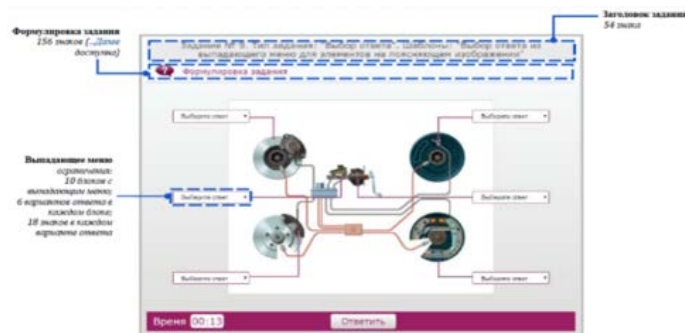 Заголовок задания
54 знака
Формулировка задания
156 знаков (..Далее
доступна)
Задание № 9. Тип задания: "Выбор ответа". Шаблоны: "Выбор ответа из
выпадающего меню для элементов на поясняющем изображении"
Формулировка задания
Выберите ответ
Выберите ответ
Выпадающее меню
ограничения:
10 блоков с
выпадающим меню;
6 вариантов ответа в
каждом блоке;
18 знаков в каждом
варианте ответа
Выберите ответ
Выберите ответ
Выберите ответ
Выберите ответ
Время 00:13
Ответить